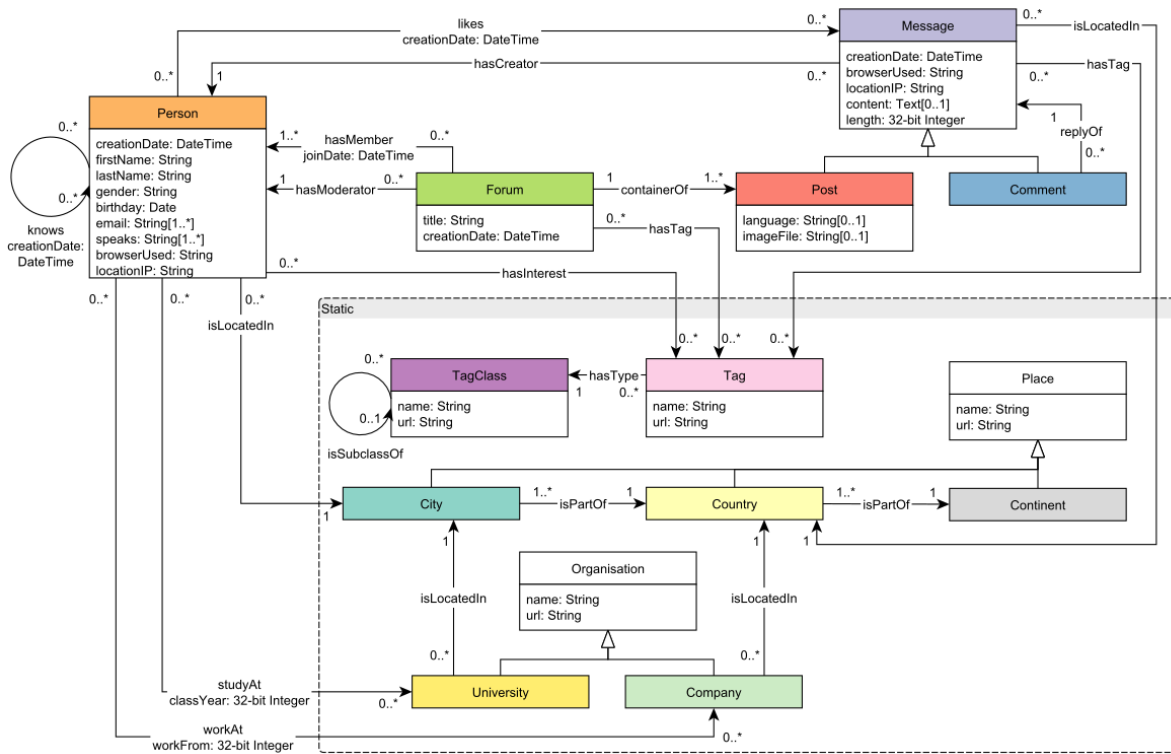 likes
creationDate: DateTime
0..*
0..*
Message
0..*
isLocatedIn
creationDate: DateTime
browserUsed: String
locationIP: String
content: Text[0..1]
length: 32-bit Integer
hasCreator
0..*
1
0..*
hasTag
0..*
Person
creationDate: DateTime
firstName: String
lastName: String
gender: String
birthday: Date
email: String[1..*]
speaks: String[1..*]
browserUsed: String
locationIP: String
0..*
0..*
knows
creationDate:
DateTime
1..*
hasMember
joinDate: DateTime
0..*
1
replyOf
0..*
1
hasModerator
0..*
Forum
title: String
creationDate: DateTime
1
containerOf
1..*
Post
language: String[0..1]
imageFile: String[0..1]
Comment
0..*
hasTag
0..*
hasInterest
0..*
0..*
0..*
isLocatedIn
Static
0..*
0..*
0..*
0..*
TagClass
name: String
url: String
0..1
isSubclassOf
hasType
1
0..*
Tag
name: String
url: String
Place
name: String
url: String
1
City
1..*
isPartOf
1
Country
1..*
isPartOf
1
Continent
1
1
1
Organisation
name: String
url: String
isLocatedIn
isLocatedIn
0..*
0..*
studyAt
classYear: 32-bit Integer
0..*
University
Company
workAt
workFrom: 32-bit Integer
0..*